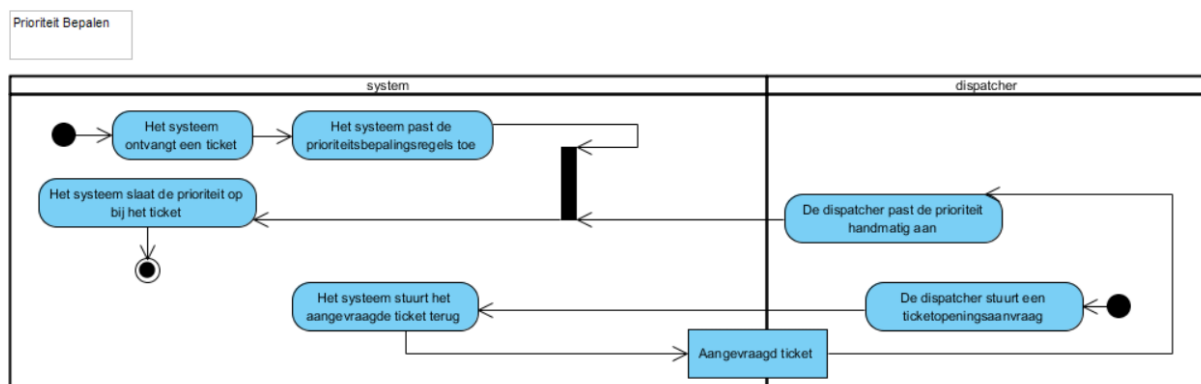 Prioriteit Bepalen
system
dispatcher
Het systeem
ontvangt een ticket
Het systeem past de
prioriteitsbepalingsregels toe
Het systeem slaat de prioriteit op
bij het ticket
De dispatcher past de prioriteit
handmatig aan
Het systeem stuurt het
aangevraagde ticket terug
De dispatcher stuurt een
ticketopeningsaanvraag
Aangevraagd ticket